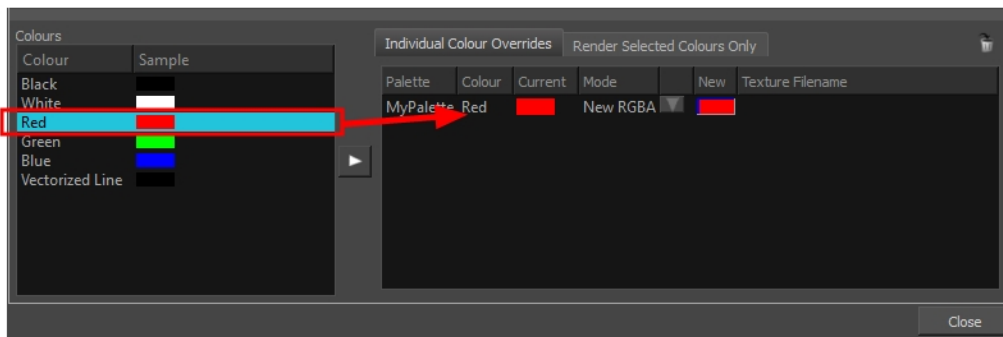 Colours
Colour Sample
Black
White
Red
Green
Blue
Vectorized Line
Individual Colour Overrides Render Selected Colours Only
Palette Colour Current Mode New Texture Filename
MyPalette Red New RGBA
Close